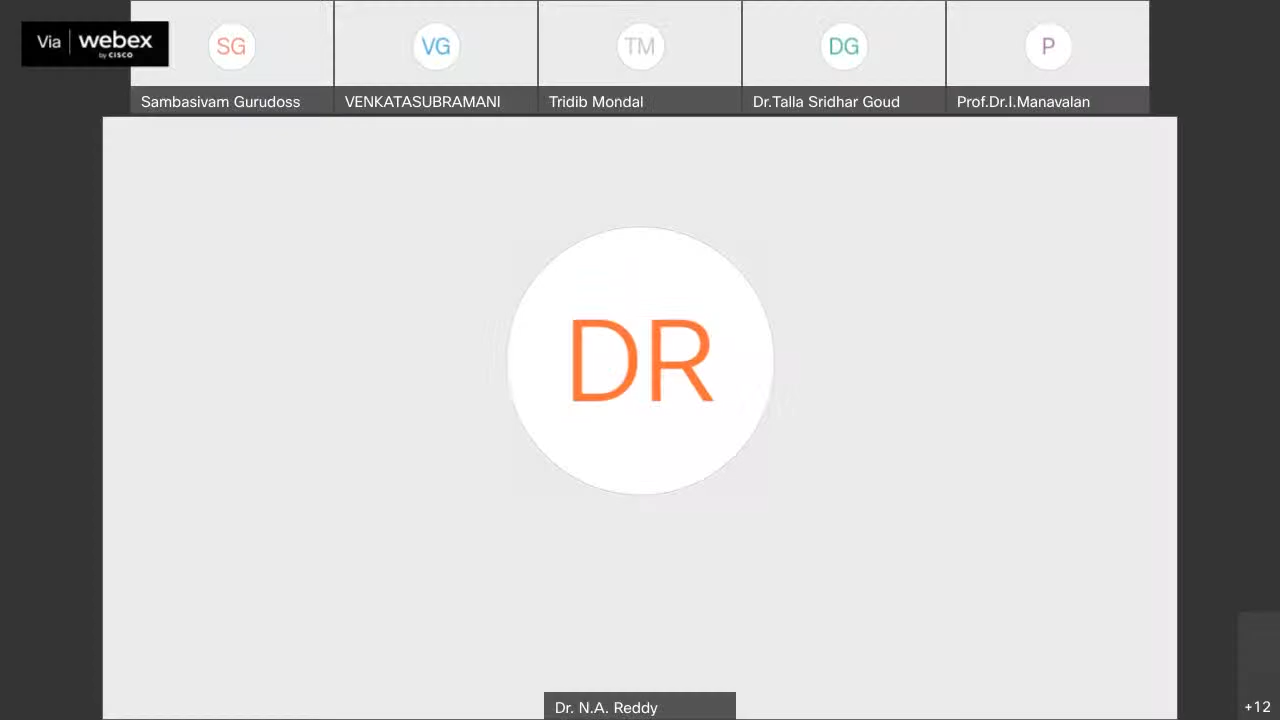 Via webex
by CISCO
SG VG TM DG P
Sambasivam Gurudoss VENKATASUBRAMANI Tridib Mondal Dr.Talla Sridhar Goud Prof.Dr.I.Manavalan
DR
Dr. N.A. Reddy
+12